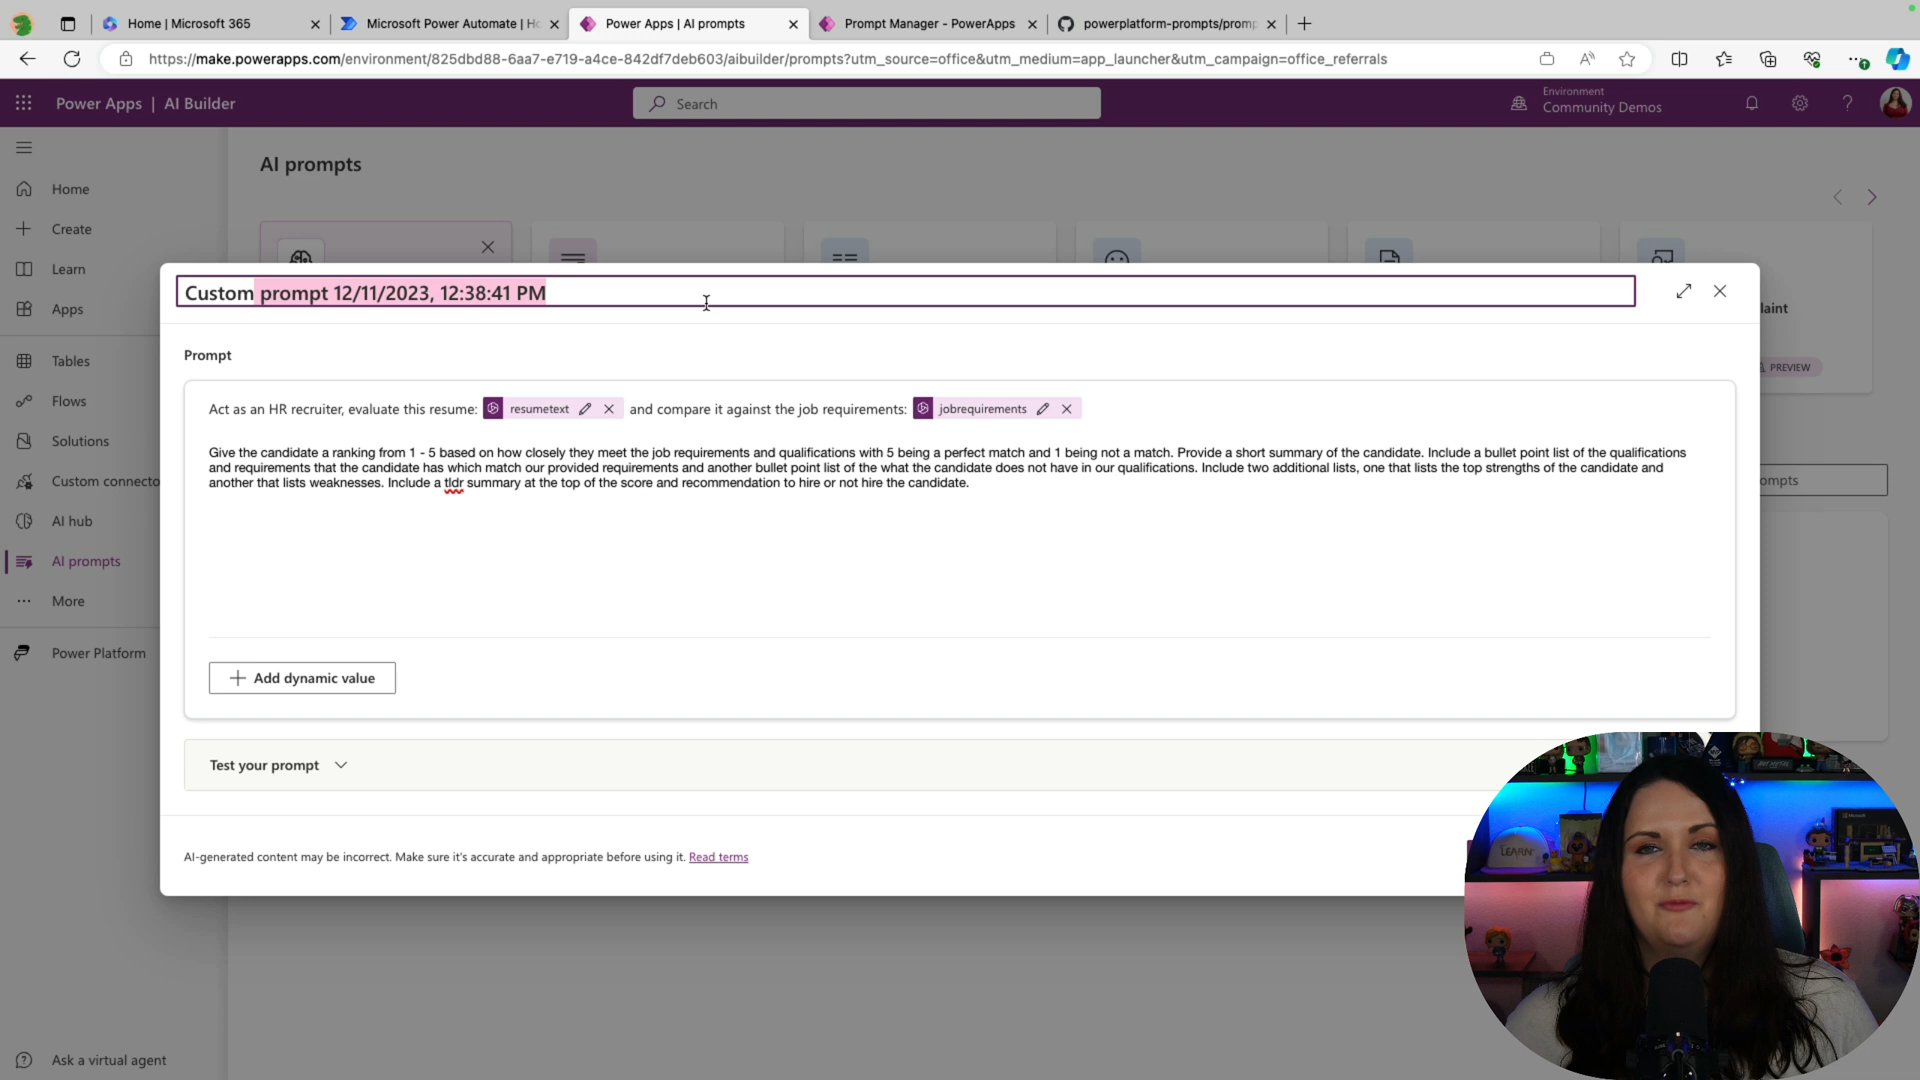 Home | Microsoft 365
Microsoft Power Automate | Ho
Power Apps | AI prompts
Prompt Manager - PowerApps
powerplatform-prompts/promp
https://make.powerapps.com/environment/825dbd88-6aa7-e719-a4ce-842df7deb603/aibuilder/prompts?utm_source=office&utm_medium=app_launcher&utm_campaign=office_referrals
Power Apps | AI Builder
Search
Environment
Community Demos
AI prompts
Home
Create
Learn
Apps
Tables
Flows
Solutions
Custom connecto
AI hub
AI prompts
More
Power Platform
Ask a virtual agent
laint
PREVIEW
ompts
Custom prompt 12/11/2023, 12:38:41 PM
Prompt
Act as an HR recruiter, evaluate this resume: resumetext and compare it against the job requirements: jobrequirements
Give the candidate a ranking from 1 - 5 based on how closely they meet the job requirements and qualifications with 5 being a perfect match and 1 being not a match. Provide a short summary of the candidate. Include a bullet point list of the qualifications
and requirements that the candidate has which match our provided requirements and another bullet point list of the what the candidate does not have in our qualifications. Include two additional lists, one that lists the top strengths of the candidate and
another that lists weaknesses. Include a tldr summary at the top of the score and recommendation to hire or not hire the candidate.
Add dynamic value
Test your prompt
AI-generated content may be incorrect. Make sure it's accurate and appropriate before using it. Read terms
LEARN